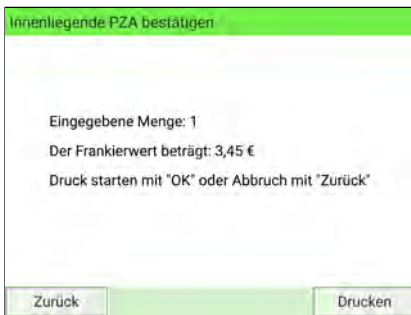 Innenliegende PZA bestätigen
Eingegebene Menge: 1
Der Frankierwert beträgt: 3,45 €
Druck starten mit "OK" oder Abbruch mit "Zurück"
Zurück
Drucken